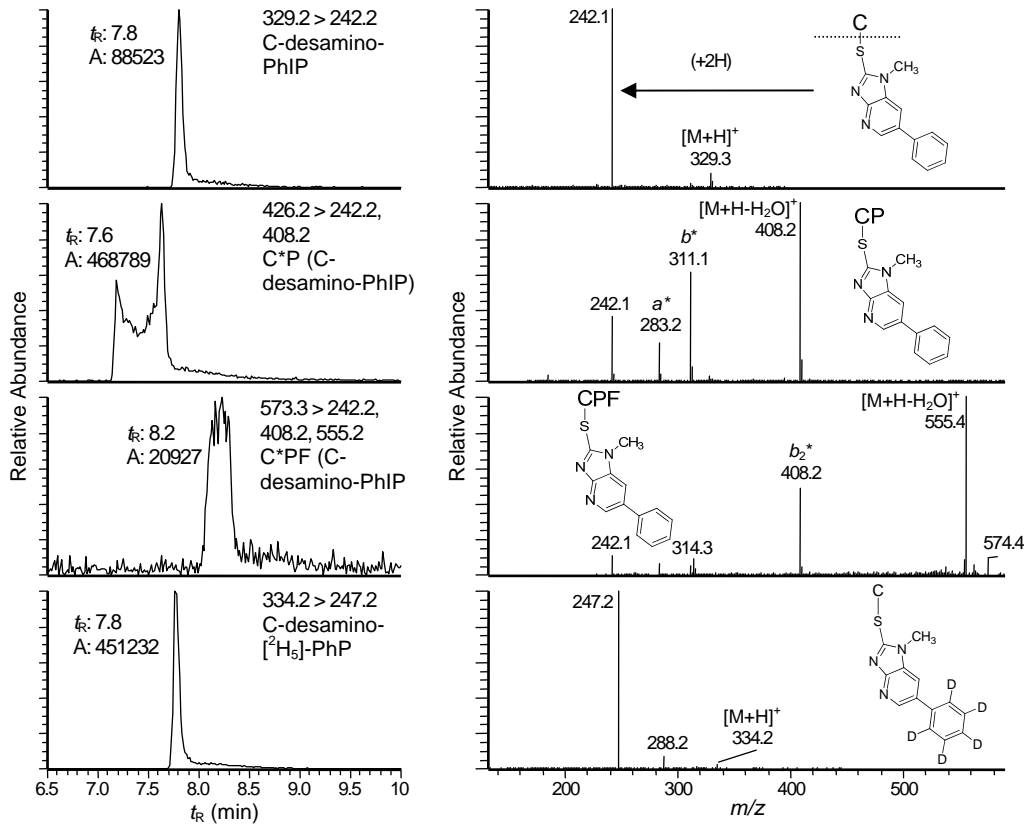 tR: 7.8
A: 88523
329.2 > 242.2
C-desamino-
PhIP
242.1
(+2H)
[M+H]+
329.3
C
S
N
N
CH3
N
tR: 7.6
A: 468789
426.2 > 242.2,
408.2
C*P (C-
desamino-PhIP)
242.1
a*
283.2
b*
311.1
[M+H-H2O]+
408.2
CP
S
N
N
CH3
N
tR: 8.2
A: 20927
573.3 > 242.2,
408.2, 555.2
C*PF (C-
desamino-PhIP
CPF
S
N
N
CH3
N
242.1
314.3
b2*
408.2
[M+H-H2O]+
555.4
574.4
tR: 7.8
A: 451232
334.2 > 247.2
C-desamino-
[2H5]-PhP
247.2
288.2
[M+H]+
334.2
C
S
N
N
CH3
N
D
D
D
D
D
Relative Abundance
Relative Abundance
6.5 7.0 7.5 8.0 8.5 9.0 9.5 10
tR (min)
200 300 400 500
m/z